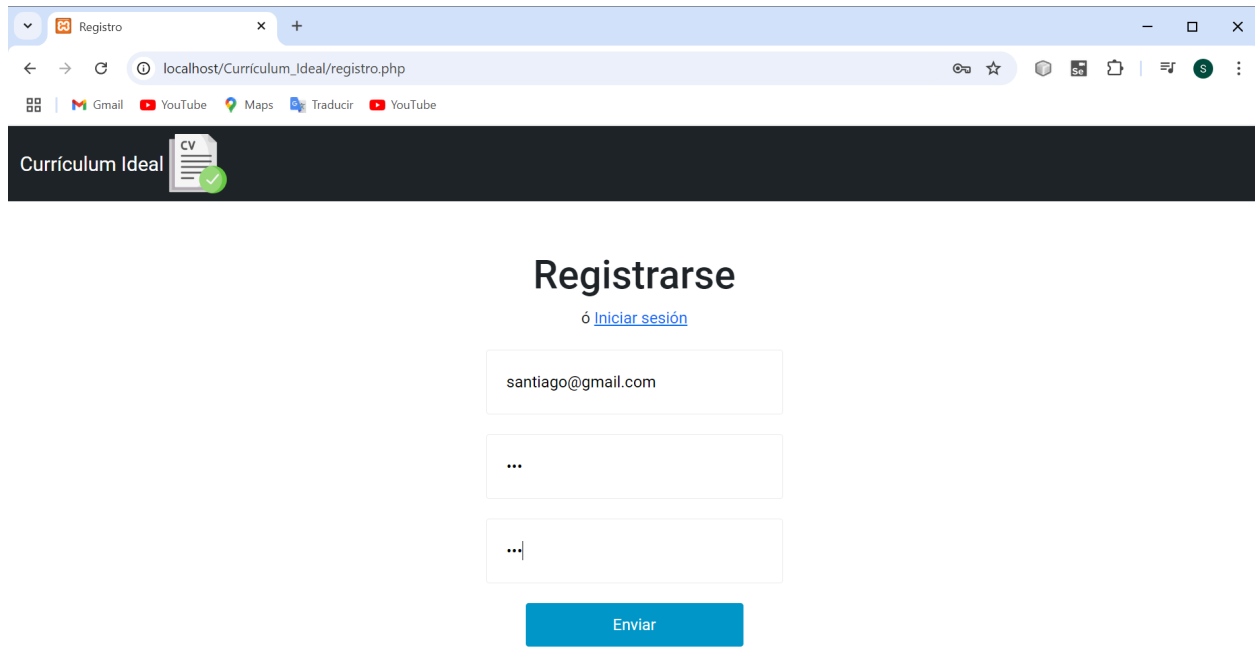 Registro
localhost/Currículum_Ideal/registro.php
Se
S
Gmail YouTube Maps Traducir YouTube
Currículum Ideal
CV
Registrarse
ó Iniciar sesión
santiago@gmail.com
•••
•••
Enviar